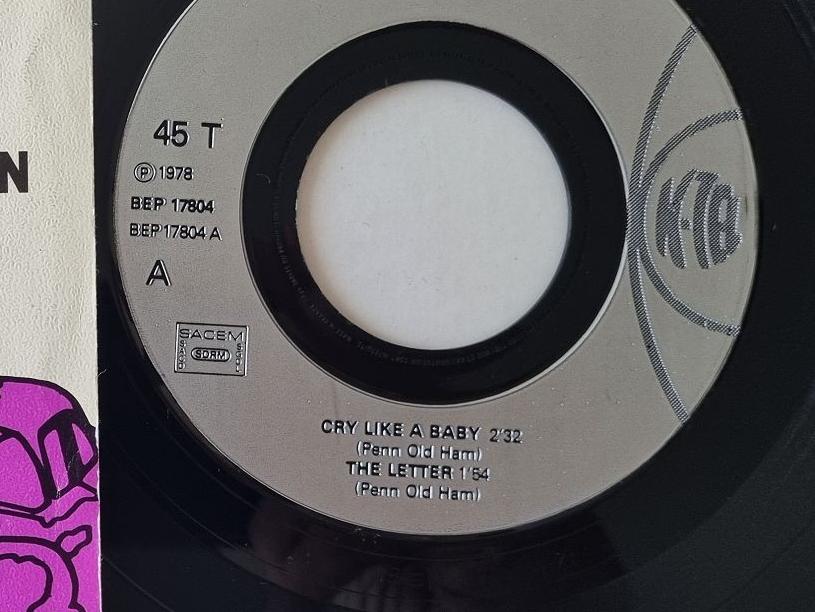 N
45 T
Ⓟ 1978
BEP 17804
BEP 17804 A
A
SACEM
SDRM
CRY LIKE A BABY 2'32
(Penn Old Ham)
THE LETTER 1'54
(Penn Old Ham)